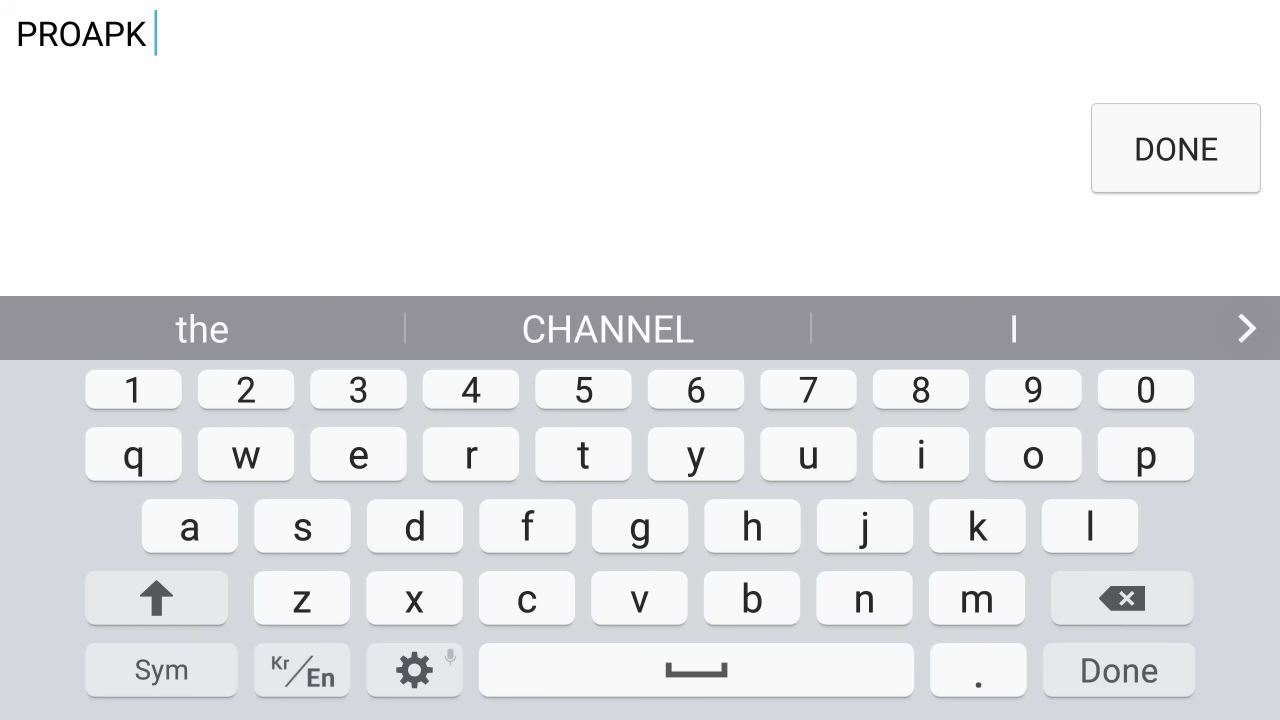 PROAPK
DONE
the CHANNEL I
1 2 3 4 5 6 7 8 9 0
q w e r t y u i o p
a s d f g h j k l
z x c v b n m
Sym Kr/En . Done